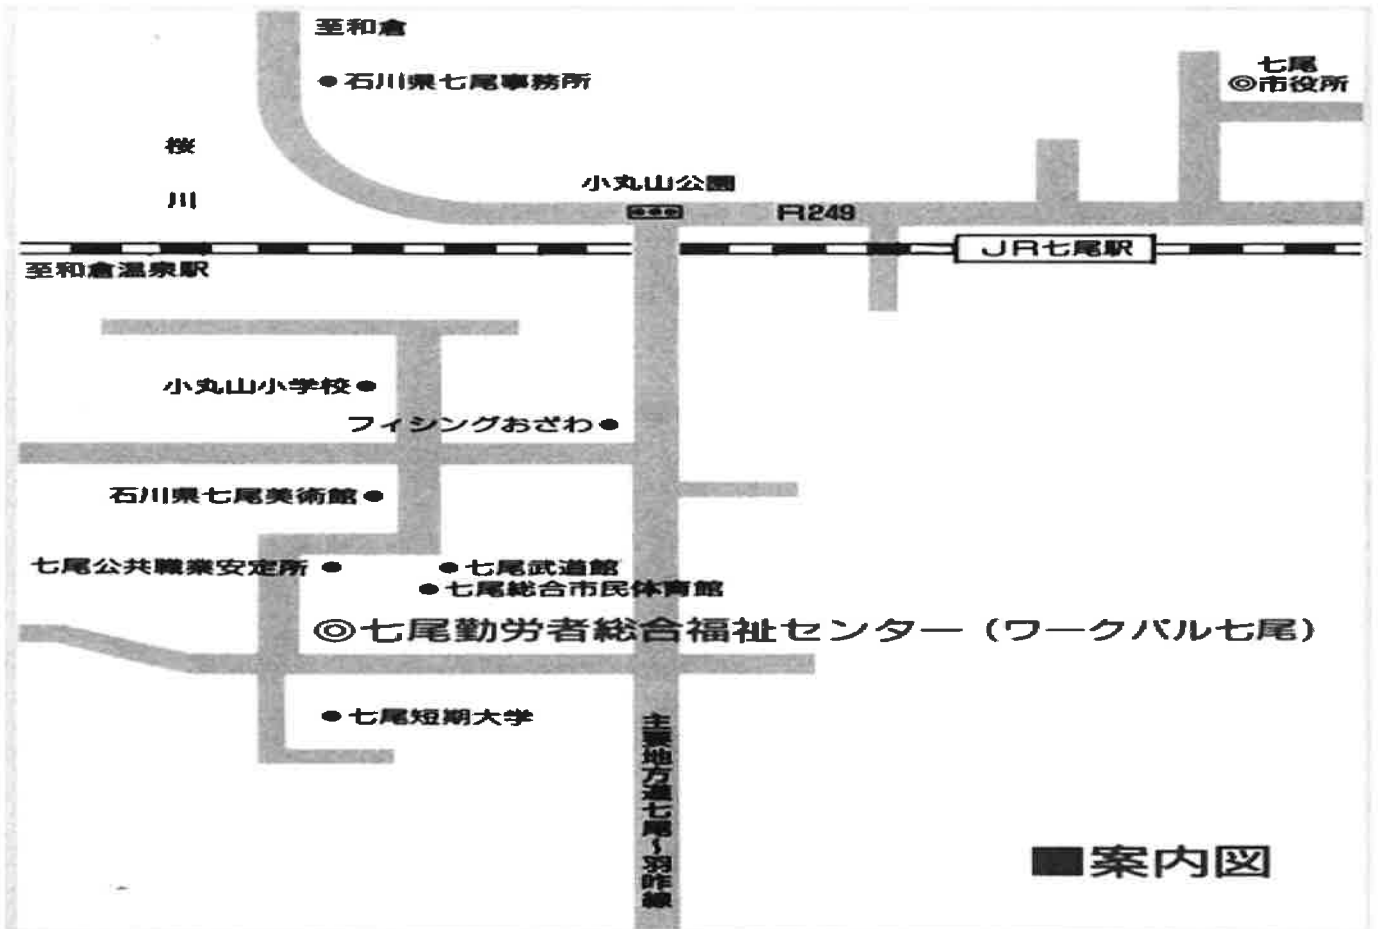 至和倉
●石川県七尾事務所
七尾
◎市役所
桜
川
小丸山公園
R249
JR七尾駅
至和倉温泉駅
小丸山小学校●
フィシングおざわ●
石川県七尾美術館●
七尾公共職業安定所●
●七尾武道館
●七尾総合市民体育館
◎七尾勤労者総合福祉センター(ワークパル七尾)
●七尾短期大学
主要地方道七尾～羽咋線
■案内図